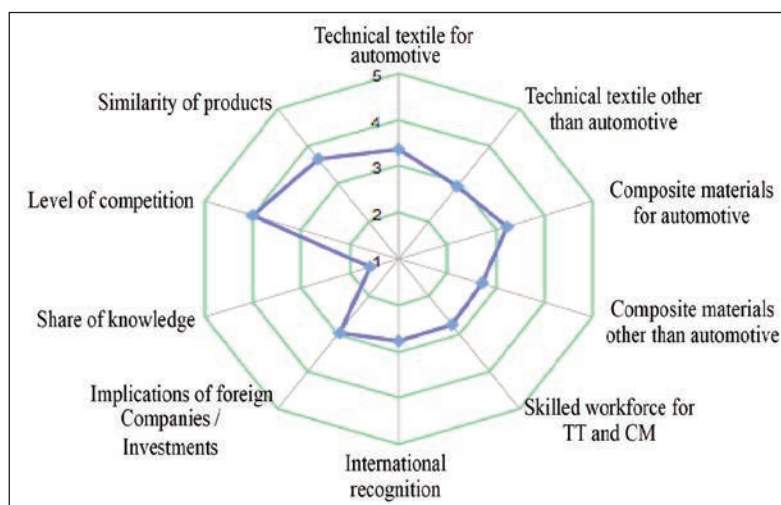 Technical textile for
automotive
5
4
3
2
1
Technical textile other
than automotive
Composite materials
for automotive
Composite materials
other than automotive
Skilled workforce for
TT and CM
International
recognition
Implications of foreign
Companies /
Investments
Share of knowledge
Level of competition
Similarity of products